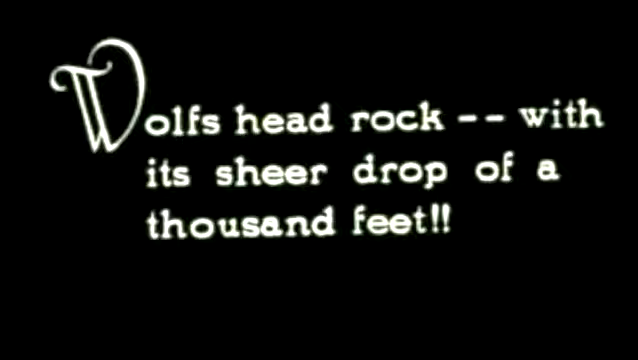 Wolfs head rock -- with
its sheer drop of a
thousand feet!!